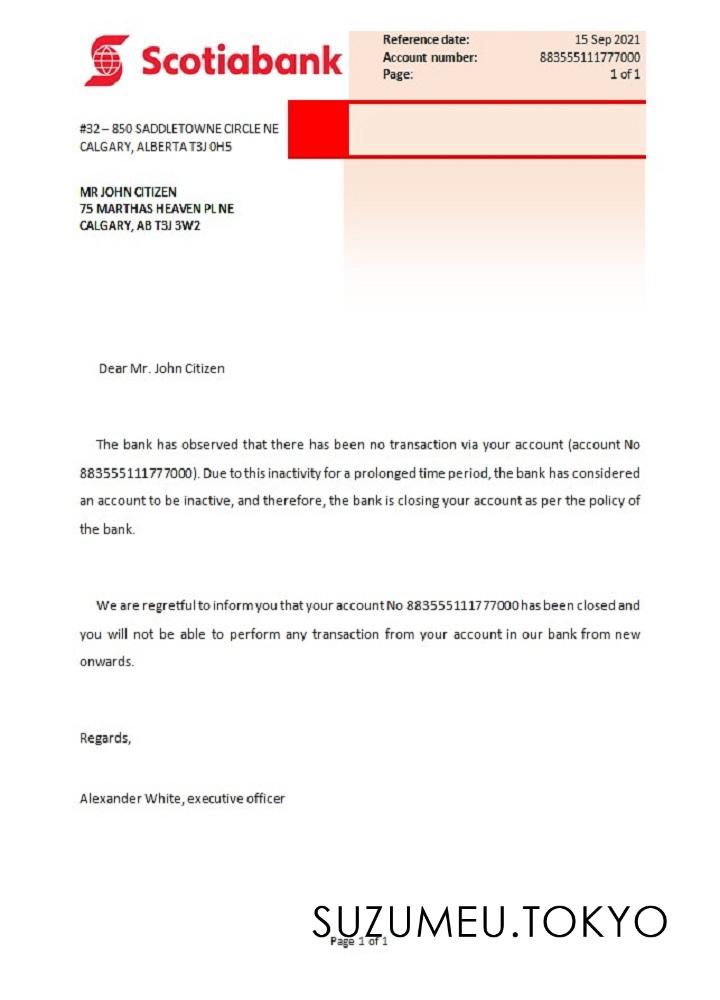 Scotiabank
Reference date: 15 Sep 2021
Account number: 883555111777000
Page: 1 of 1
#32 – 850 SADDLETOWNE CIRCLE NE
CALGARY, ALBERTA T3J 0H5
MR JOHN CITIZEN
75 MARTHAS HEAVEN PL NE
CALGARY, AB T3J 3W2
Dear Mr. John Citizen
The bank has observed that there has been no transaction via your account (account No
883555111777000). Due to this inactivity for a prolonged time period, the bank has considered
an account to be inactive, and therefore, the bank is closing your account as per the policy of
the bank.
We are regretful to inform you that your account No 883555111777000 has been closed and
you will not be able to perform any transaction from your account in our bank from new
onwards.
Regards,
Alexander White, executive officer
SUZUMEU.TOKYO
Page 1 of 1